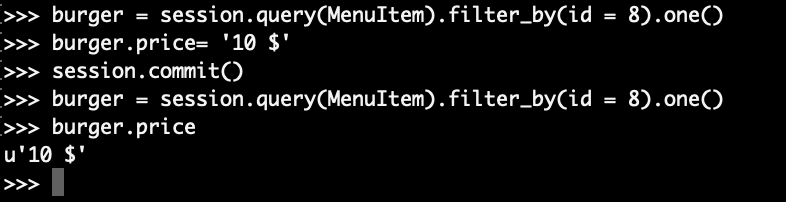 >>> burger = session.query(MenuItem).filter_by(id = 8).one()
>>> burger.price= '10 $'
>>> session.commit()
>>> burger = session.query(MenuItem).filter_by(id = 8).one()
>>> burger.price
u'10 $'
>>>